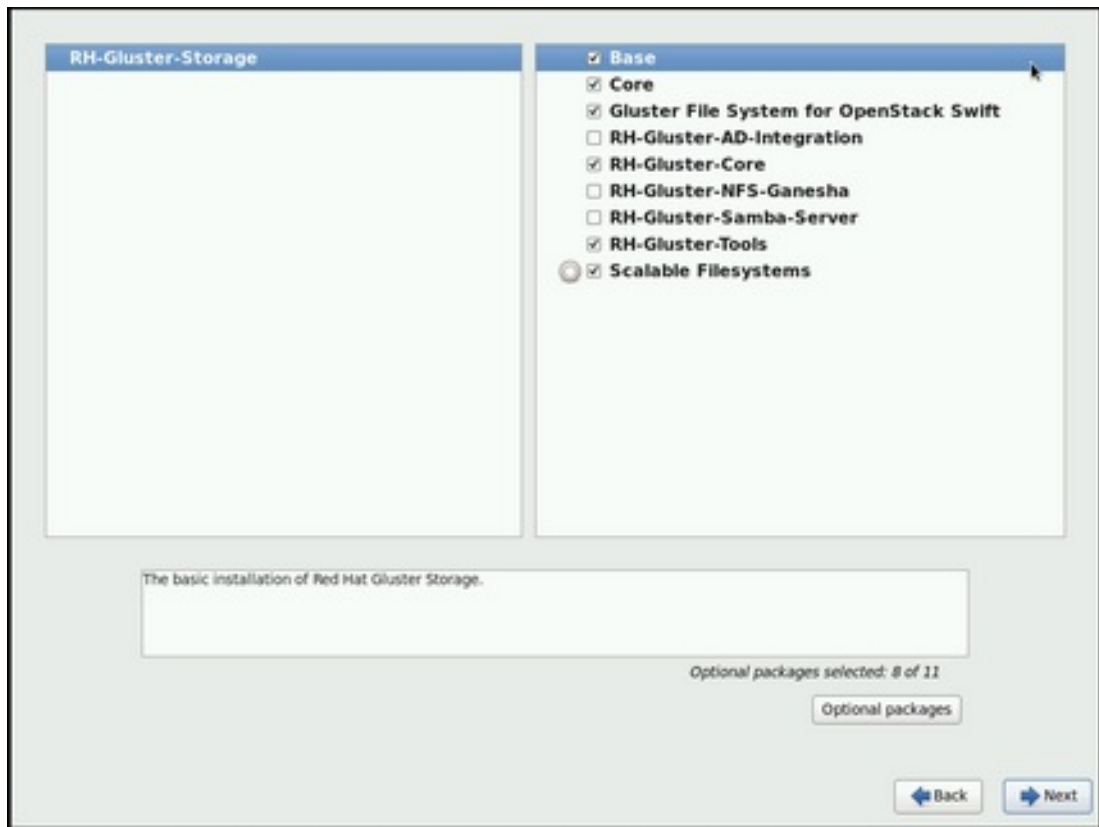 RH-Gluster-Storage
Base
Core
Gluster File System for OpenStack Swift
RH-Gluster-AD-Integration
RH-Gluster-Core
RH-Gluster-NFS-Ganesha
RH-Gluster-Samba-Server
RH-Gluster-Tools
Scalable Filesystems
The basic installation of Red Hat Gluster Storage.
Optional packages selected: 8 of 11
Optional packages
Back
Next